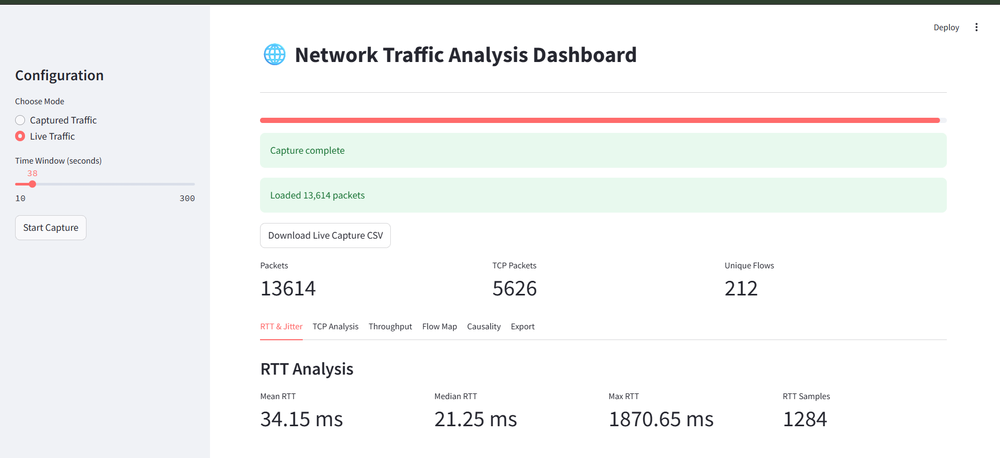 Deploy
Network Traffic Analysis Dashboard
Configuration
Choose Mode
Captured Traffic
Live Traffic
Time Window (seconds)
38
10 300
Start Capture
Capture complete
Loaded 13,614 packets
Download Live Capture CSV
Packets TCP Packets Unique Flows
13614 5626 212
RTT & Jitter TCP Analysis Throughput Flow Map Causality Export
RTT Analysis
Mean RTT Median RTT Max RTT RTT Samples
34.15 ms 21.25 ms 1870.65 ms 1284